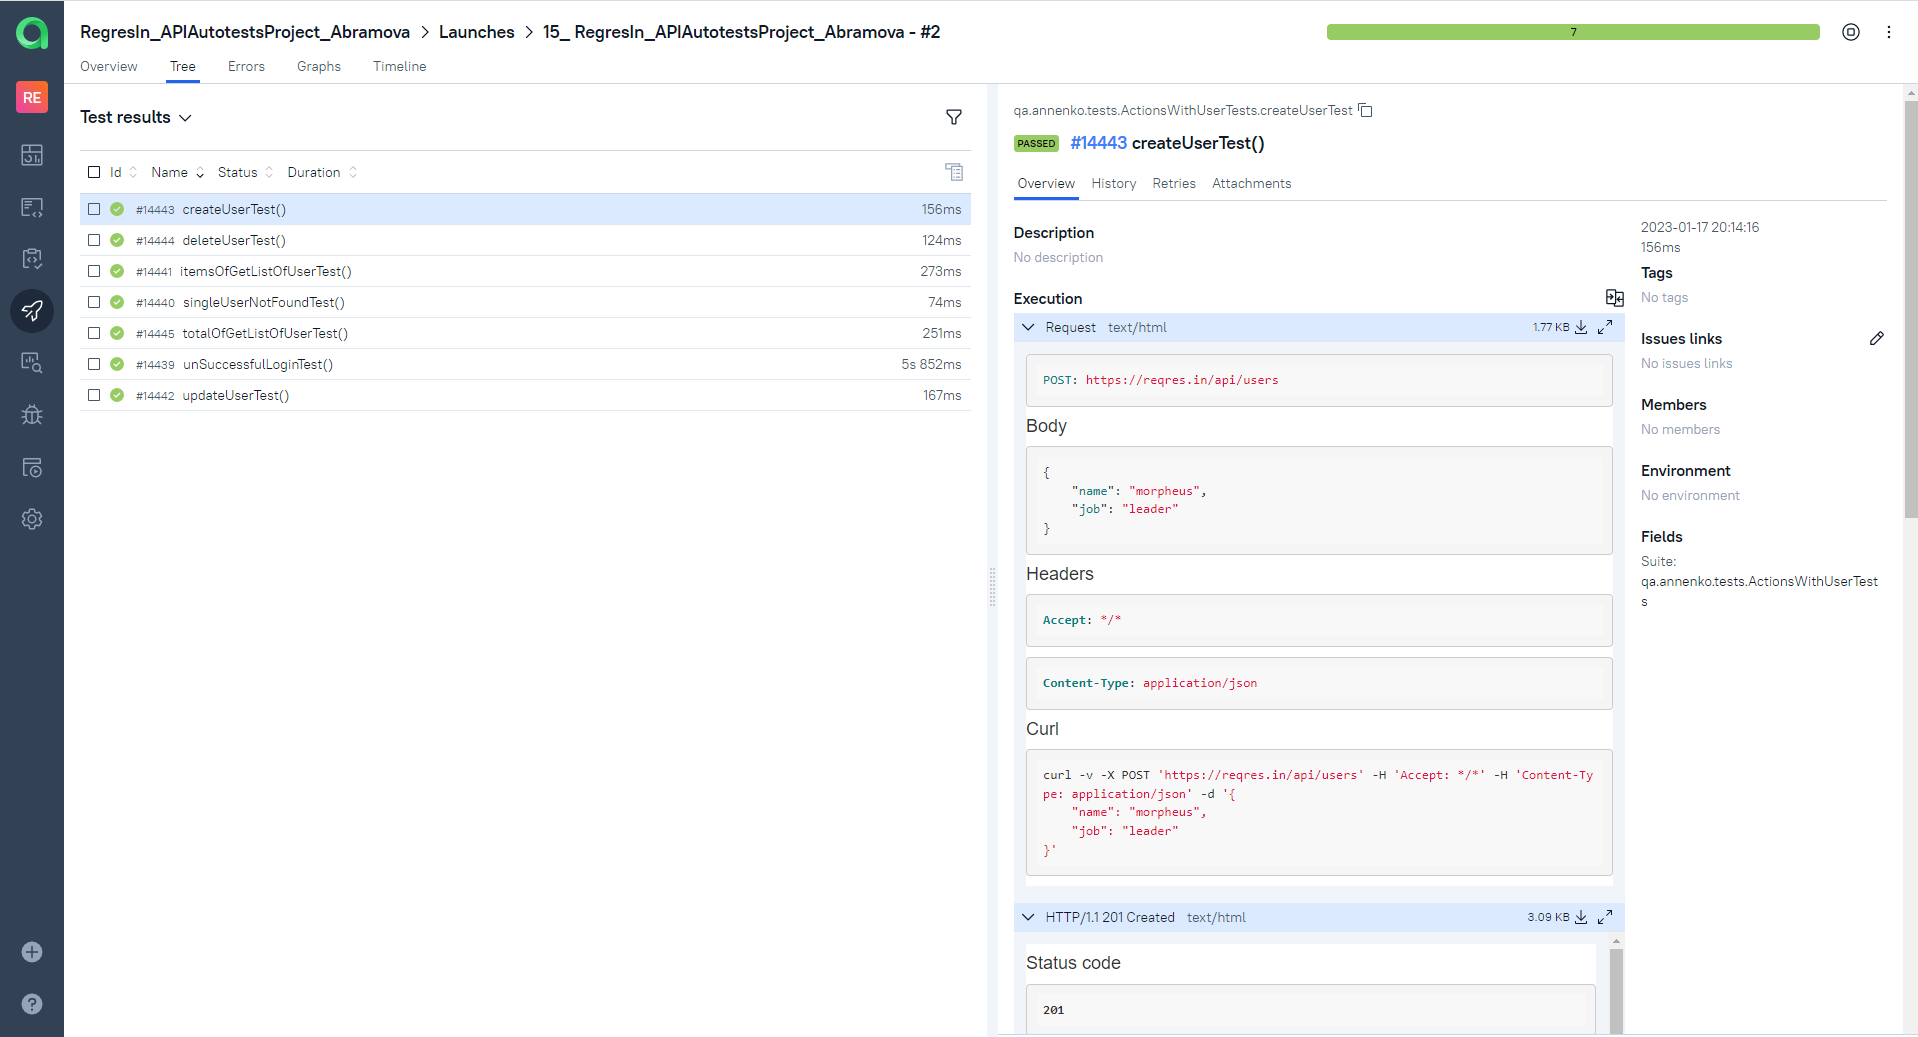 RegresIn_APIAutotestsProject_Abramova > Launches > 15_ RegresIn_APIAutotestsProject_Abramova - #2
7
Overview Tree Errors Graphs Timeline
RE
Test results
Id Name Status Duration
#14443 createUserTest() 156ms
#14444 deleteUserTest() 124ms
#14441 itemsOfGetListOfUserTest() 273ms
#14440 singleUserNotFoundTest() 74ms
#14445 totalOfGetListOfUserTest() 251ms
#14439 unSuccessfulLoginTest() 5s 852ms
#14442 updateUserTest() 167ms
qa.annenko.tests.ActionsWithUserTests.createUserTest
PASSED #14443 createUserTest()
Overview History Retries Attachments
Description
No description
Execution
Request text/html 1.77 KB
POST: https://reqres.in/api/users
Body
{
"name": "morpheus",
"job": "leader"
}
Headers
Accept: */*
Content-Type: application/json
Curl
curl -v -X POST 'https://reqres.in/api/users' -H 'Accept: */*' -H 'Content-Ty
pe: application/json' -d '{
"name": "morpheus",
"job": "leader"
}'
HTTP/1.1 201 Created text/html 3.09 KB
Status code
201
2023-01-17 20:14:16
156ms
Tags
No tags
Issues links
No issues links
Members
No members
Environment
No environment
Fields
Suite:
qa.annenko.tests.ActionsWithUserTest
s